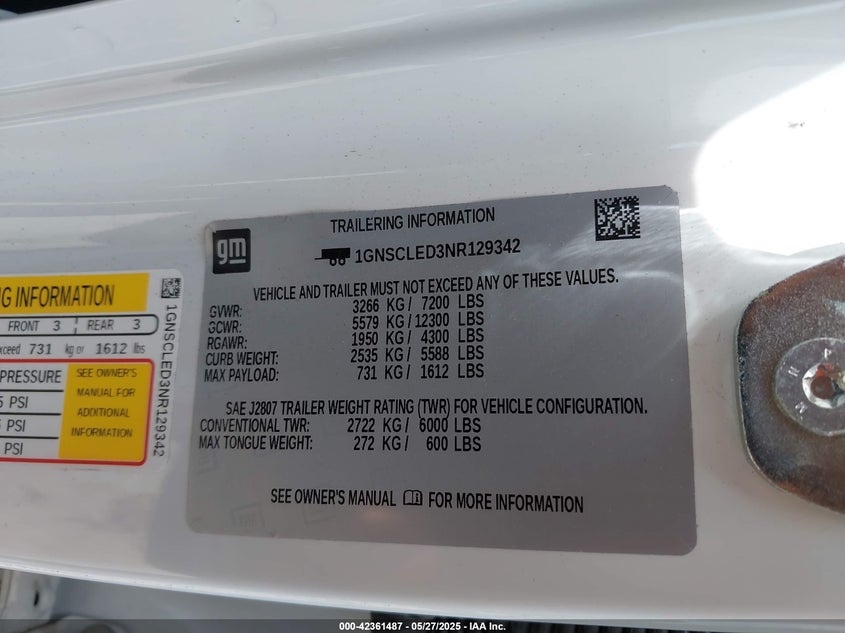 NG INFORMATION
FRONT 3 REAR 3
exceed 731 kg or 1612 lbs
PRESSURE
SEE OWNER'S
MANUAL FOR
ADDITIONAL
INFORMATION
5 PSI
5 PSI
PSI
1GNSCLED3NR129342
gm
TRAILERING INFORMATION
1GNSCLED3NR129342
VEHICLE AND TRAILER MUST NOT EXCEED ANY OF THESE VALUES.
GVWR: 3266 KG / 7200 LBS
GCWR: 5579 KG / 12300 LBS
RGAWR: 1950 KG / 4300 LBS
CURB WEIGHT: 2535 KG / 5588 LBS
MAX PAYLOAD: 731 KG / 1612 LBS
SAE J2807 TRAILER WEIGHT RATING (TWR) FOR VEHICLE CONFIGURATION.
CONVENTIONAL TWR: 2722 KG / 6000 LBS
MAX TONGUE WEIGHT: 272 KG / 600 LBS
SEE OWNER'S MANUAL FOR MORE INFORMATION
000-42361487 — 05/27/2025 — IAA Inc.